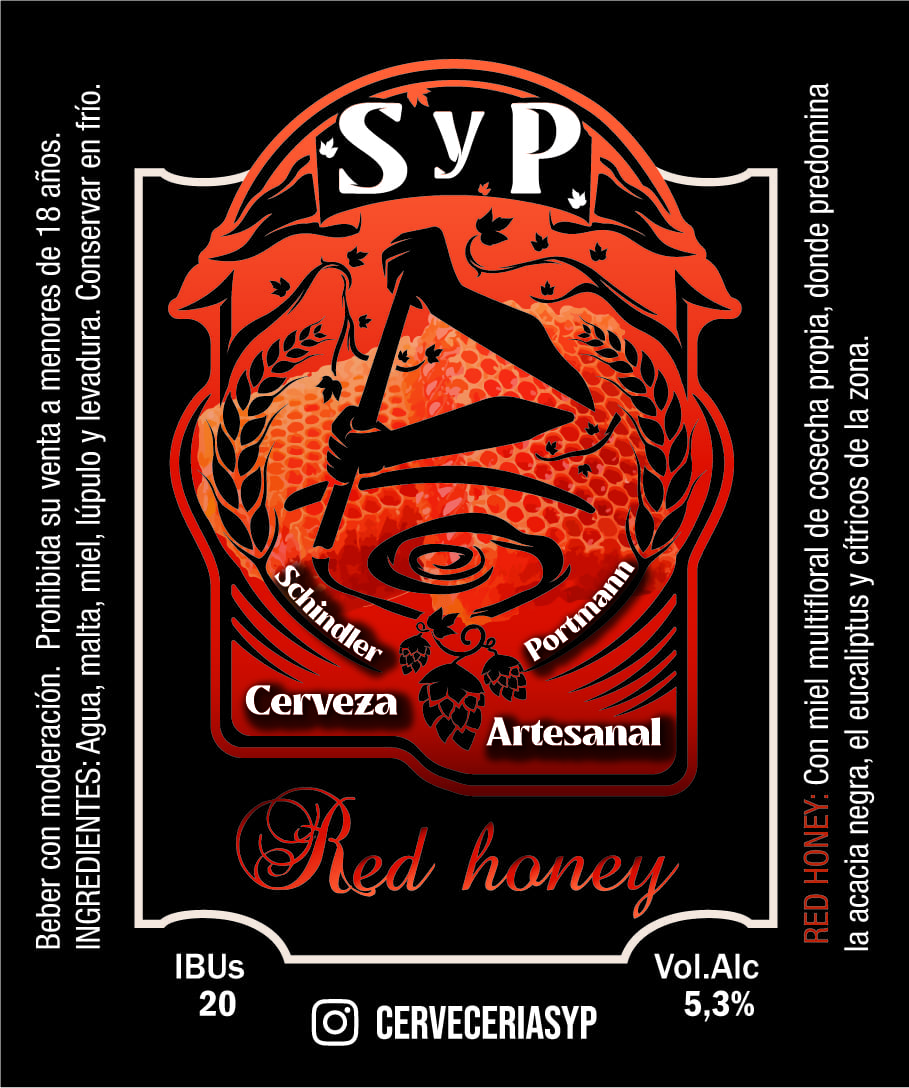 SyP
Schindler
Portmann
Cerveza
Artesanal
Red honey
IBUs
20
Vol.Alc
5,3%
CERVECERIASYP
Beber con moderación.  Prohibida su venta a menores de 18 años.
INGREDIENTES: Agua, malta, miel, lúpulo y levadura. Conservar en frío.
RED HONEY: Con miel multifloral de cosecha propia, donde predomina
la acacia negra, el eucaliptus y cítricos de la zona.